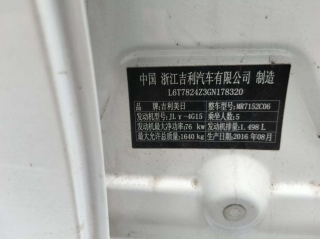 中国 浙江吉利汽车有限公司 制造
L6T7824Z3GN178320
品 牌:吉利美日 整车型号:MR7152C06
发动机型号:JLγ-4G15 乘坐人数:5
发动机最大净功率:76 kw 发动机排量:1.498 L
最大允许总质量:1640 kg 生产日期:2016 年 08月